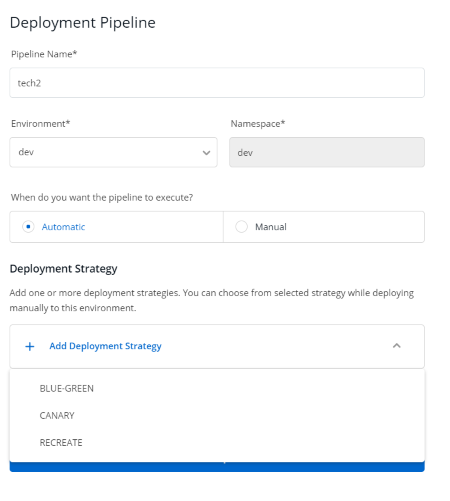 Deployment Pipeline
Pipeline Name*
tech2
Environment* Namespace*
dev dev
When do you want the pipeline to execute?
Automatic Manual
Deployment Strategy
Add one or more deployment strategies. You can choose from selected strategy while deploying
manually to this environment.
+ Add Deployment Strategy
BLUE-GREEN
CANARY
RECREATE